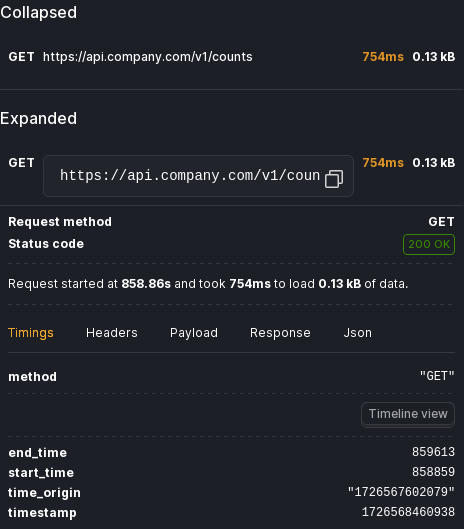 Collapsed
GET https://api.company.com/v1/counts 754ms 0.13 kB
Expanded
GET https://api.company.com/v1/coun 754ms 0.13 kB
Request method GET
Status code 200 OK
Request started at 858.86s and took 754ms to load 0.13 kB of data.
Timings Headers Payload Response Json
method "GET"
Timeline view
end_time 859613
start_time 858859
time_origin "1726567602079"
timestamp 1726568460938